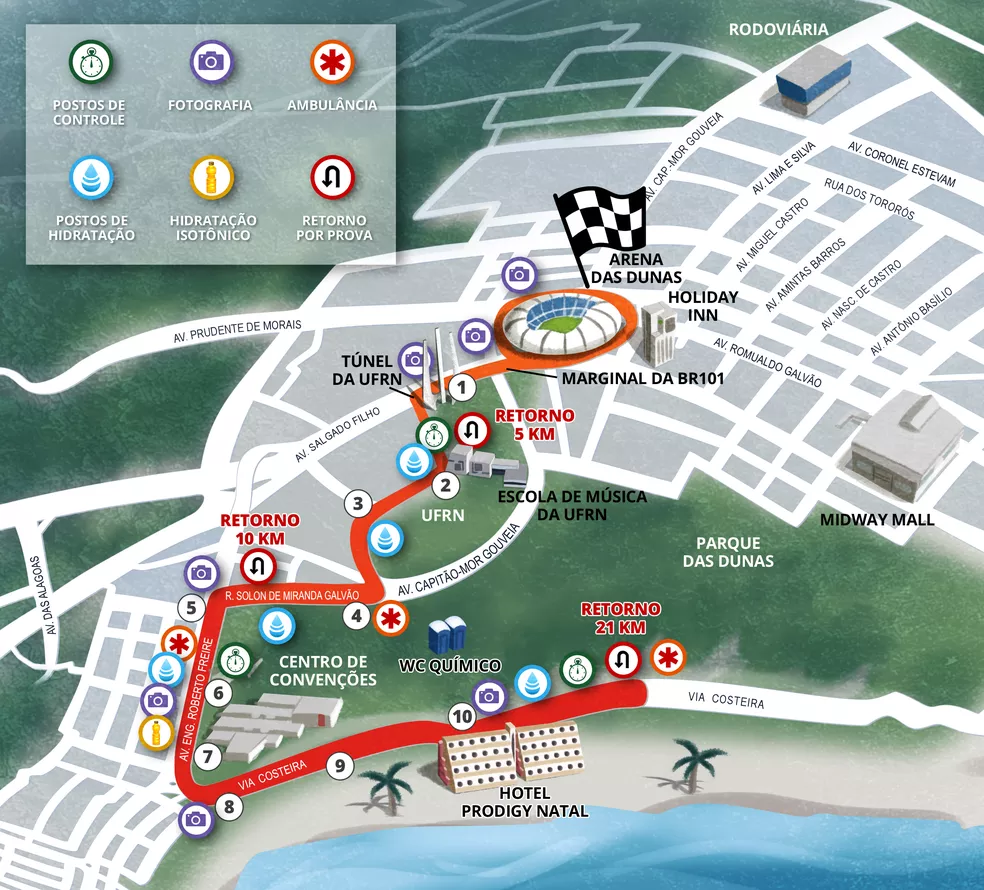 POSTOS DE
CONTROLE
FOTOGRAFIA
AMBULÂNCIA
POSTOS DE
HIDRATAÇÃO
HIDRATAÇÃO
ISOTÔNICO
RETORNO
POR PROVA
RODOVIÁRIA
AV. CAP-MOR GOUVEIA
AV. LIMA E SILVA
AV. CORONEL ESTEVAM
RUA DOS TORORÓS
AV. MIGUEL CASTRO
AV. AMINTAS BARROS
AV. NASC. DE CASTRO
AV. ANTÔNIO BASÍLIO
AV. ROMUALDO GALVÃO
ARENA
DAS DUNAS
HOLIDAY
INN
AV. PRUDENTE DE MORAIS
TÚNEL
DA UFRN
1
MARGINAL DA BR101
AV. SALGADO FILHO
RETORNO
5 KM
2
ESCOLA DE MÚSICA
DA UFRN
UFRN
3
MIDWAY MALL
RETORNO
10 KM
PARQUE
DAS DUNAS
AV. CAPITÃO-MOR GOUVEIA
AV. DAS ALAGOAS
R. SOLON DE MIRANDA GALVÃO
4
5
RETORNO
21 KM
WC QUÍMICO
CENTRO DE
CONVENÇÕES
AV. ENG. ROBERTO FREIRE
6
VIA COSTEIRA
10
7
VIA COSTEIRA
9
8
HOTEL
PRODIGY NATAL